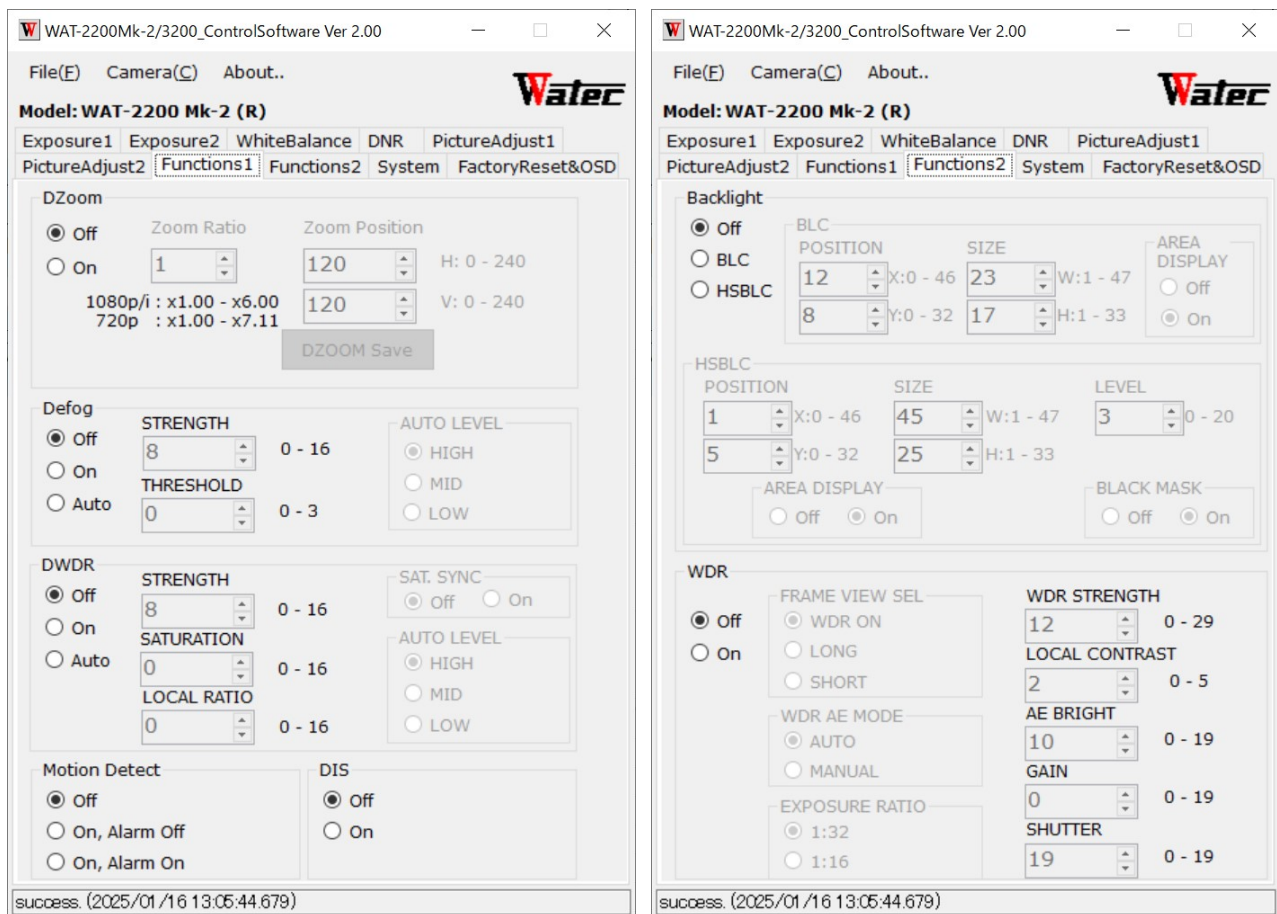 WAT-2200Mk-2/3200_ControlSoftware Ver 2.00
File(F) Camera(C) About..
Watec
Model: WAT-2200 Mk-2 (R)
Exposure1 Exposure2 WhiteBalance DNR PictureAdjust1
PictureAdjust2 Functions1 Functions2 System FactoryReset&OSD
DZoom
Off Zoom Ratio Zoom Position
On 1 120 H: 0 - 240
1080p/i : x1.00 - x6.00 120 V: 0 - 240
720p : x1.00 - x7.11
DZOOM Save
Defog
Off STRENGTH AUTO LEVEL
8 0 - 16 HIGH
On THRESHOLD MID
Auto 0 0 - 3 LOW
DWDR
Off STRENGTH SAT. SYNC
8 0 - 16 Off On
On SATURATION AUTO LEVEL
Auto 0 0 - 16 HIGH
LOCAL RATIO MID
0 0 - 16 LOW
Motion Detect DIS
Off Off
On, Alarm Off On
On, Alarm On
success. (2025/01/16 13:05:44.679)
WAT-2200Mk-2/3200_ControlSoftware Ver 2.00
File(F) Camera(C) About..
Watec
Model: WAT-2200 Mk-2 (R)
Exposure1 Exposure2 WhiteBalance DNR PictureAdjust1
PictureAdjust2 Functions1 Functions2 System FactoryReset&OSD
Backlight
Off BLC
BLC POSITION SIZE AREA DISPLAY
HSBLC 12 X:0 - 46 23 W:1 - 47 Off
8 Y:0 - 32 17 H:1 - 33 On
HSBLC
POSITION SIZE LEVEL
1 X:0 - 46 45 W:1 - 47 3 0 - 20
5 Y:0 - 32 25 H:1 - 33
AREA DISPLAY BLACK MASK
Off On Off On
WDR
FRAME VIEW SEL WDR STRENGTH
Off WDR ON 12 0 - 29
On LONG LOCAL CONTRAST
SHORT 2 0 - 5
WDR AE MODE AE BRIGHT
AUTO 10 0 - 19
MANUAL GAIN
EXPOSURE RATIO 0 0 - 19
1:32 SHUTTER
1:16 19 0 - 19
success. (2025/01/16 13:05:44.679)